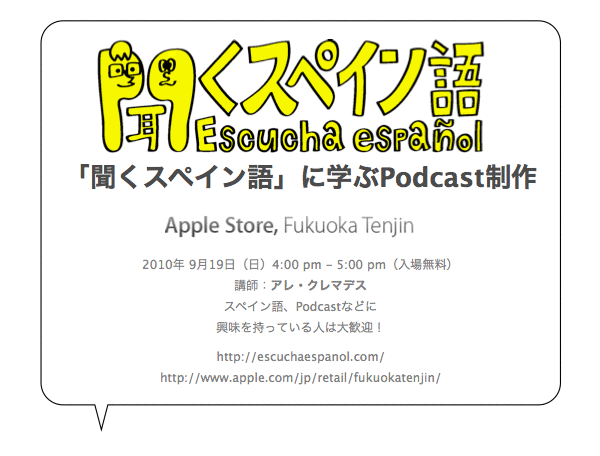 聞くスペイン語
Escucha español
「聞くスペイン語」に学ぶPodcast制作
Apple Store, Fukuoka Tenjin
2010年 9月19日（日）4:00 pm – 5:00 pm（入場無料）
講師：アレ・クレマデス
スペイン語、Podcastなどに
興味を持っている人は大歓迎！
http://escuchaespanol.com/
http://www.apple.com/jp/retail/fukuokatenjin/